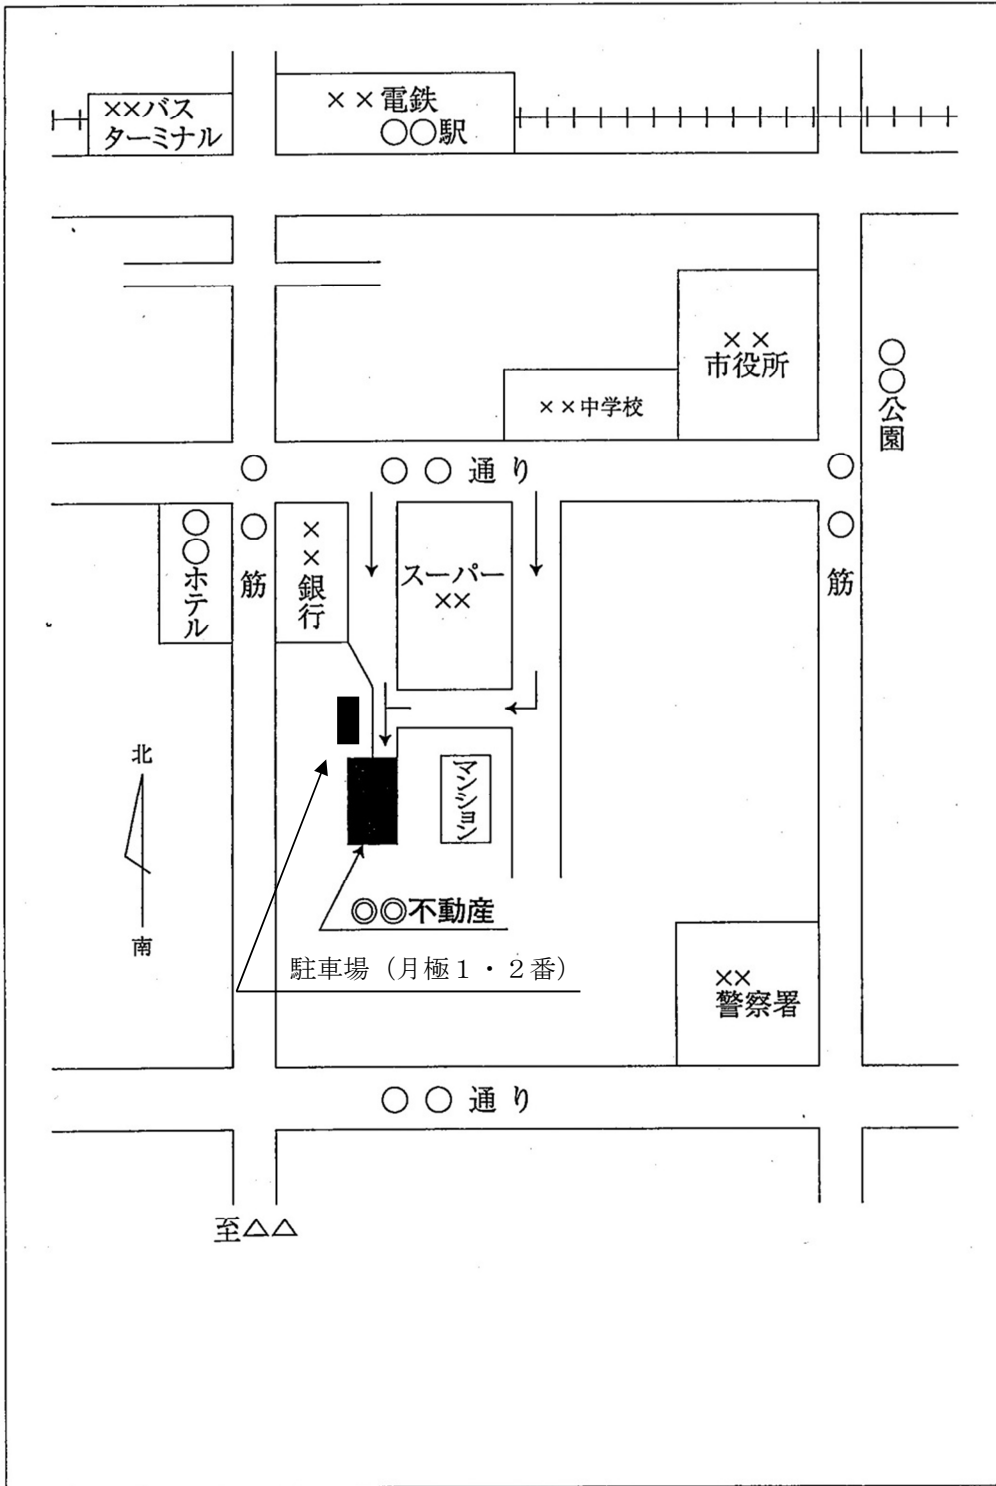 ××バス
ターミナル
××電鉄
○○駅
××
市役所
○○公園
××中学校
○○通り
○○筋
○○筋
○○ホテル
××銀行
スーパー
××
北
南
マンション
◎◎不動産
駐車場（月極１・２番）
××
警察署
○○通り
至△△